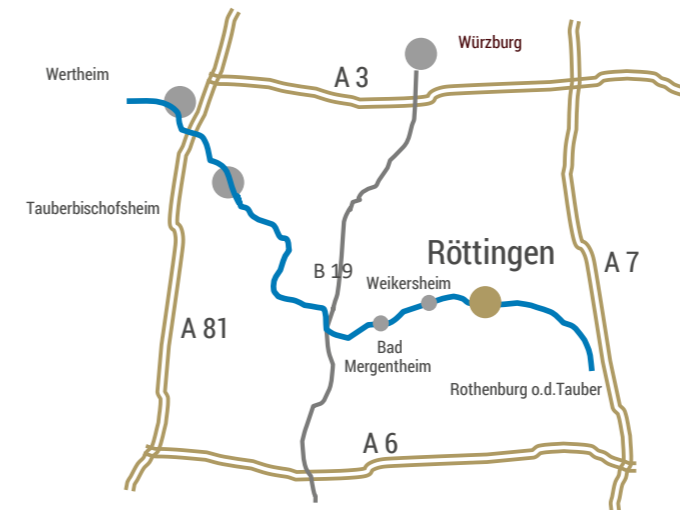 Würzburg
Wertheim
A 3
Tauberbischofsheim
Röttingen
A 7
B 19
Weikersheim
A 81
Bad
Mergentheim
Rothenburg o.d.Tauber
A 6